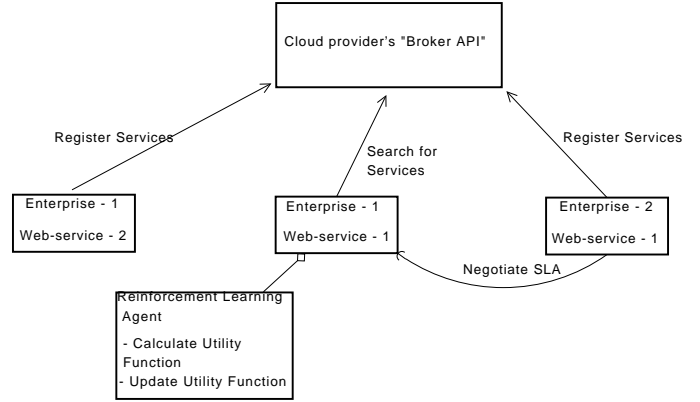 Cloud provider's "Broker API"
Register Services
Search for
Services
Register Services
Enterprise - 1
Web-service - 2
Enterprise - 1
Web-service - 1
Enterprise - 2
Web-service - 1
Negotiate SLA
Reinforcement Learning
Agent
- Calculate Utility
Function
- Update Utility Function